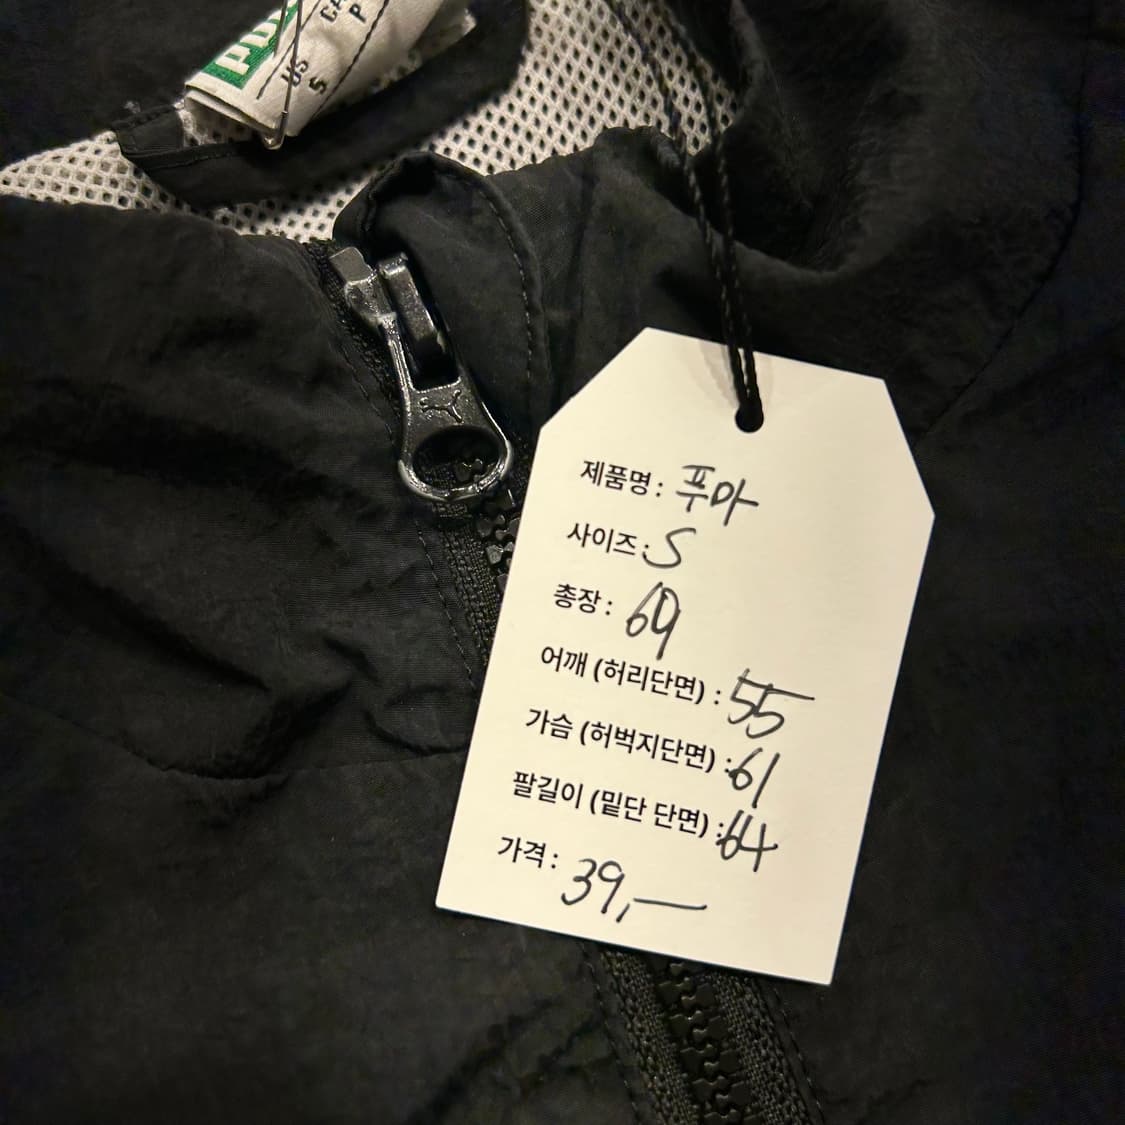 US
S
제품명 : 푸마
사이즈 : S
총장 : 69
어깨 (허리단면) : 55
가슴 (허벅지단면) : 61
팔길이 (밑단 단면) : 64
가격 : 39,—